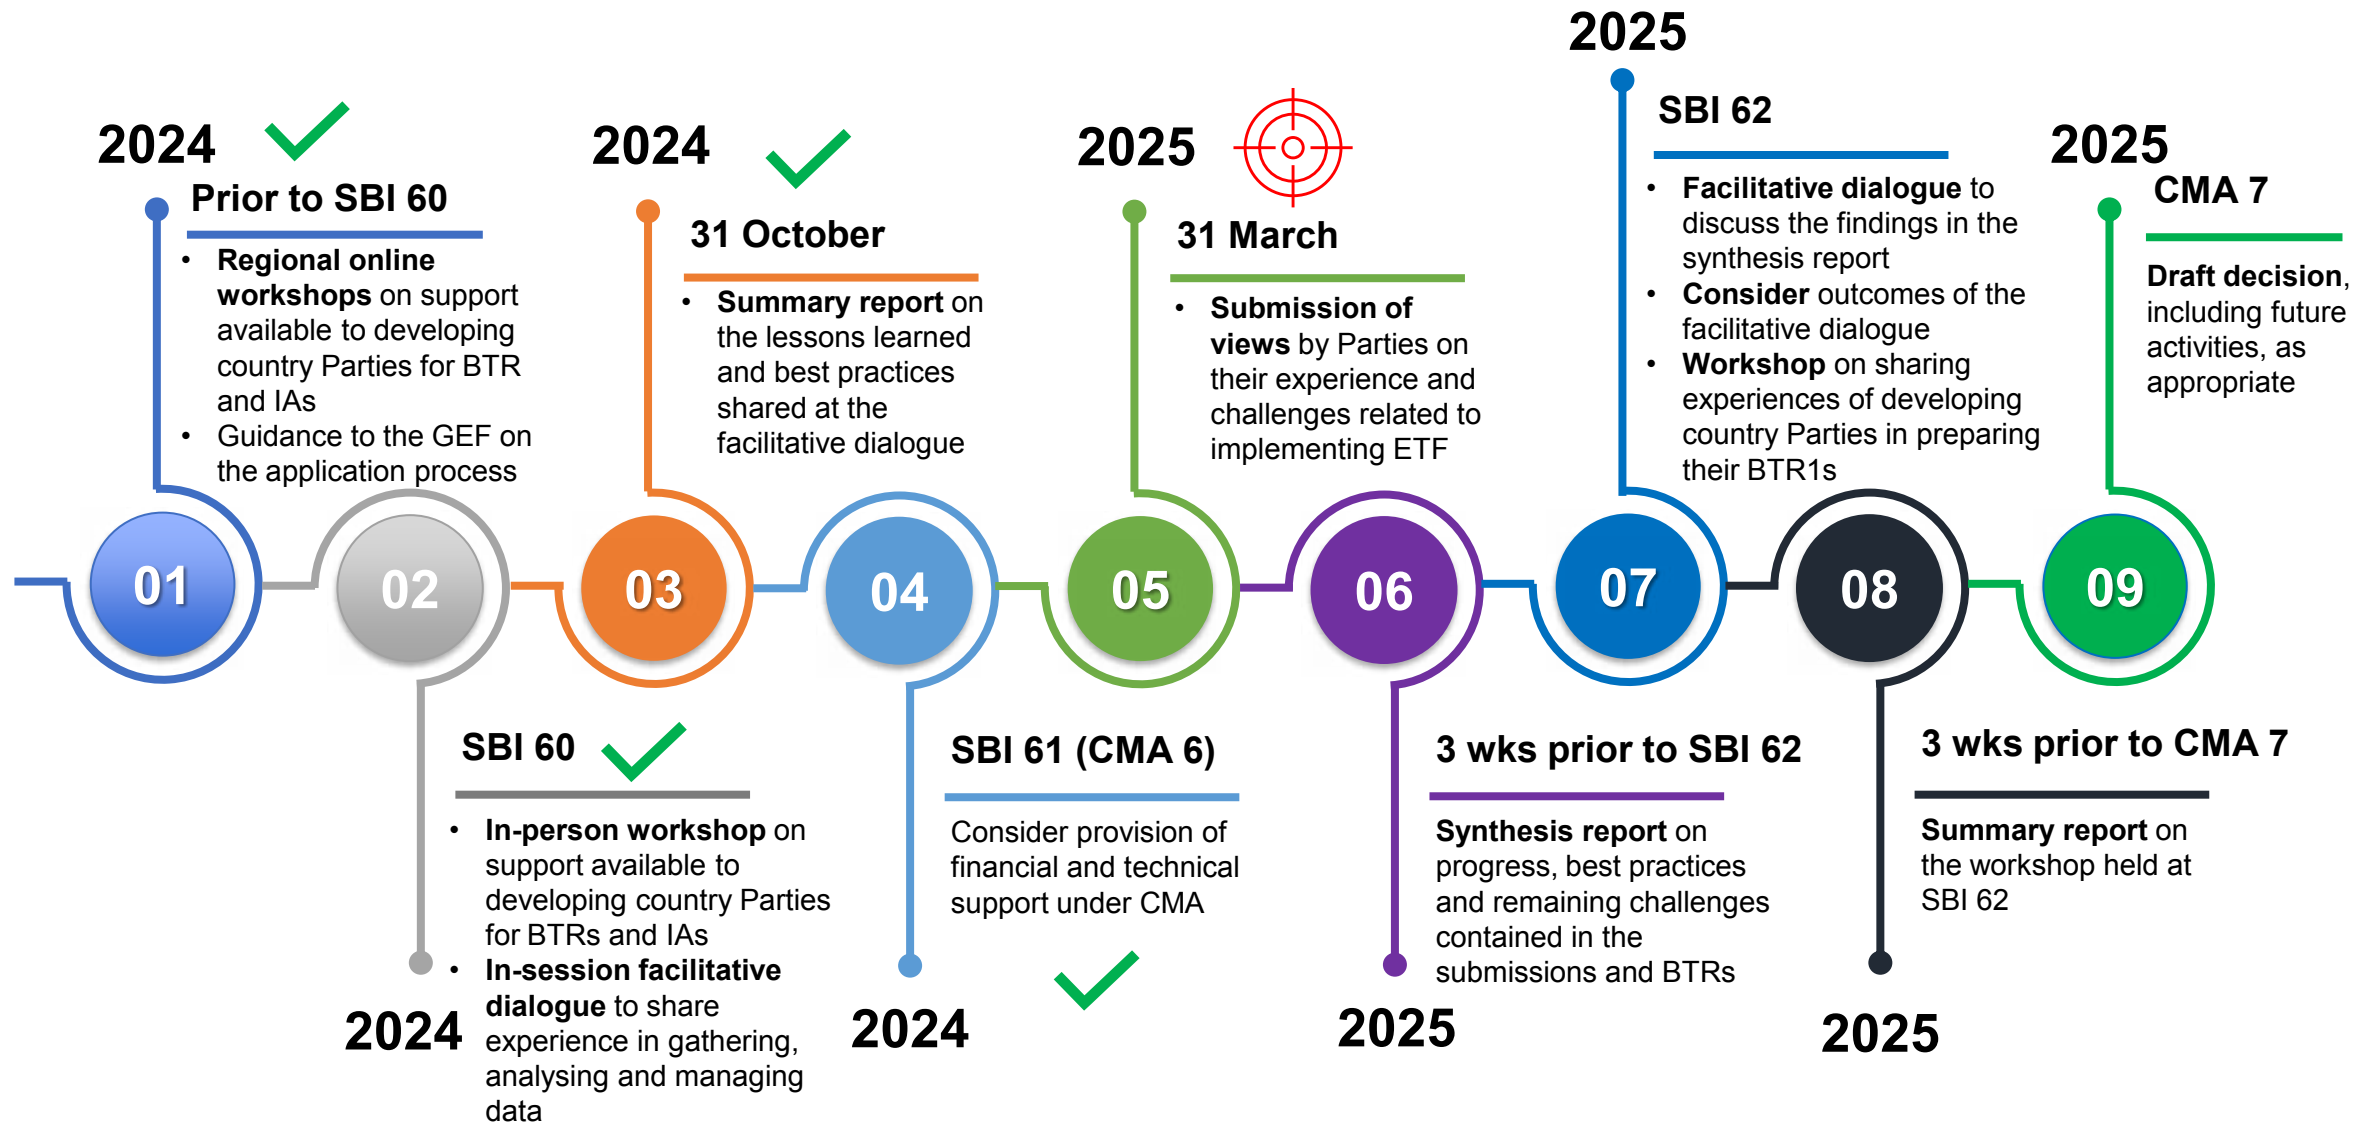 2024
Prior to SBI 60
• Regional online
workshops on support
available to developing
country Parties for BTR
and IAs
• Guidance to the GEF on
the application process
01
02
SBI 60
• In-person workshop on
support available to
developing country Parties
for BTRs and IAs
• In-session facilitative
dialogue to share
experience in gathering,
analysing and managing
data
2024
2024
31 October
• Summary report on
the lessons learned
and best practices
shared at the
facilitative dialogue
03
04
SBI 61 (CMA 6)
Consider provision of
financial and technical
support under CMA
2024
2025
31 March
• Submission of
views by Parties on
their experience and
challenges related to
implementing ETF
05
06
3 wks prior to SBI 62
Synthesis report on
progress, best practices
and remaining challenges
contained in the
submissions and BTRs
2025
2025
SBI 62
• Facilitative dialogue to
discuss the findings in the
synthesis report
• Consider outcomes of the
facilitative dialogue
• Workshop on sharing
experiences of developing
country Parties in preparing
their BTR1s
07
08
3 wks prior to CMA 7
Summary report on
the workshop held at
SBI 62
2025
2025
CMA 7
Draft decision,
including future
activities, as
appropriate
09